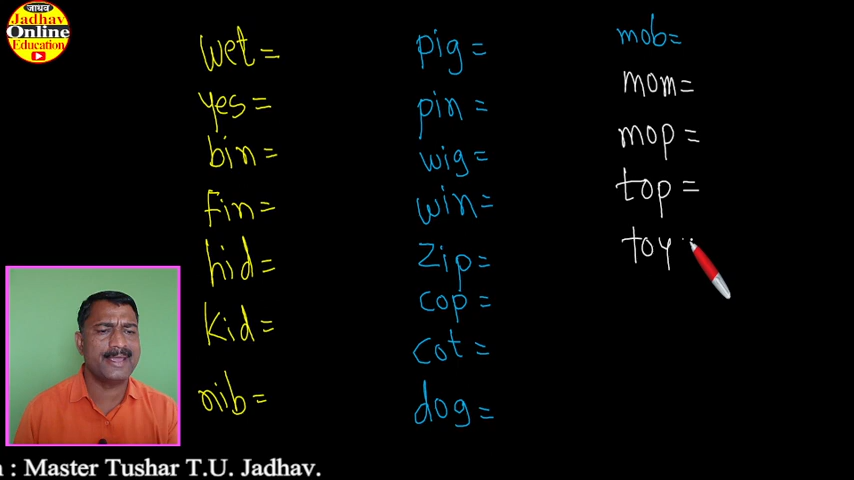 जाधव
Jadhav
Online
Education
wet =
yes =
bin =
fin =
hid =
kid =
nib =
pig =
pin =
wig =
win =
zip =
cop =
cot =
dog =
mob=
mom=
mop =
top =
toy
: Master Tushar T.U. Jadhav.